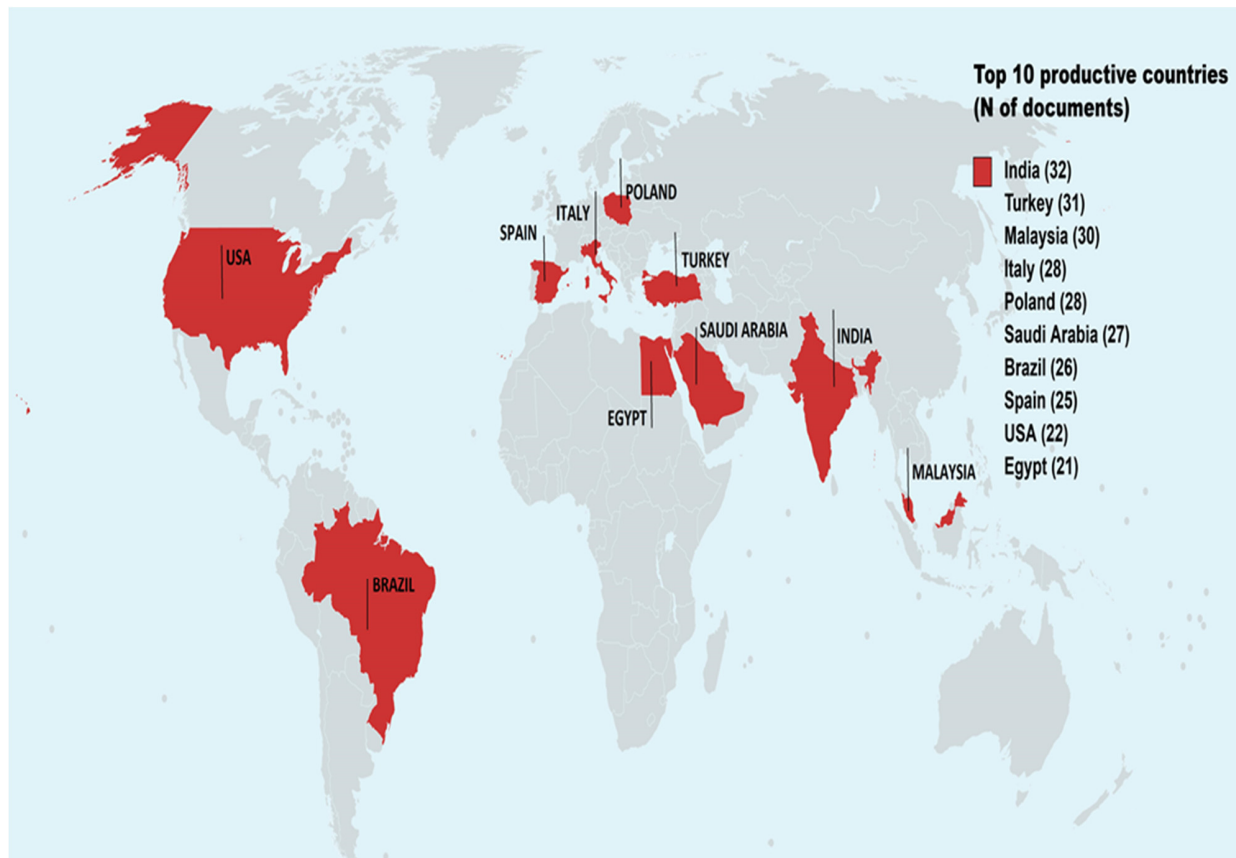 Top 10 productive countries
(N of documents)
India (32)
Turkey (31)
Malaysia (30)
Italy (28)
Poland (28)
Saudi Arabia (27)
Brazil (26)
Spain (25)
USA (22)
Egypt (21)
POLAND
ITALY
SPAIN
USA
TURKEY
SAUDI ARABIA
INDIA
EGYPT
MALAYSIA
BRAZIL